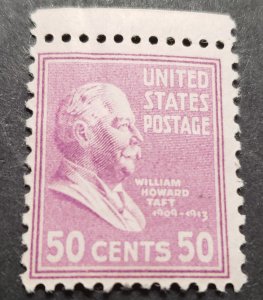 UNITED
STATES
POSTAGE
WILLIAM
HOWARD
TAFT
1909-1913
50 CENTS 50